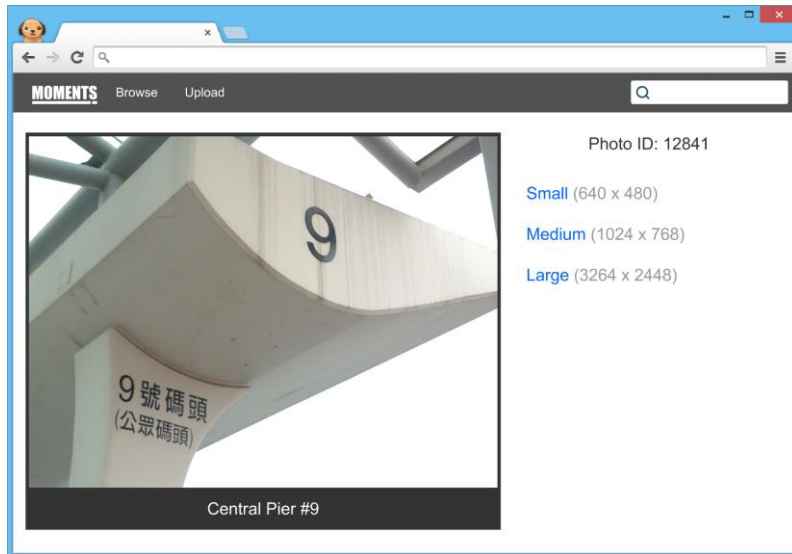 MOMENTS Browse Upload
Photo ID: 12841
Small (640 x 480)
Medium (1024 x 768)
Large (3264 x 2448)
9
9號碼頭
(公眾碼頭)
Central Pier #9